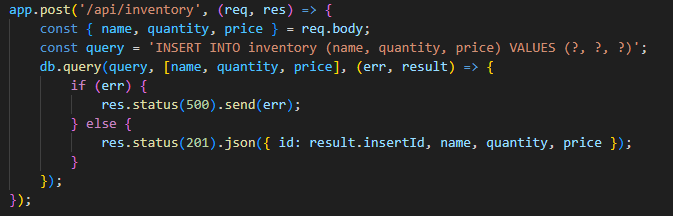 app.post('/api/inventory', (req, res) => {
    const { name, quantity, price } = req.body;
    const query = 'INSERT INTO inventory (name, quantity, price) VALUES (?, ?, ?)';
    db.query(query, [name, quantity, price], (err, result) => {
        if (err) {
            res.status(500).send(err);
        } else {
            res.status(201).json({ id: result.insertId, name, quantity, price });
        }
    });
});